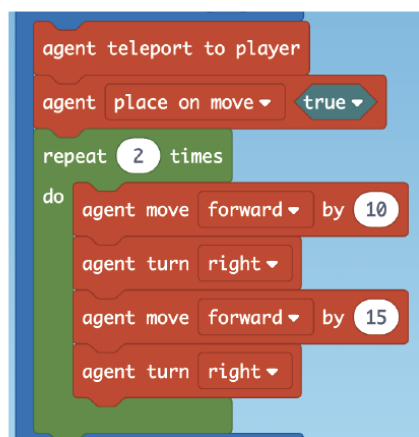 agent teleport to player
agent place on move true
repeat 2 times
do
agent move forward by 10
agent turn right
agent move forward by 15
agent turn right